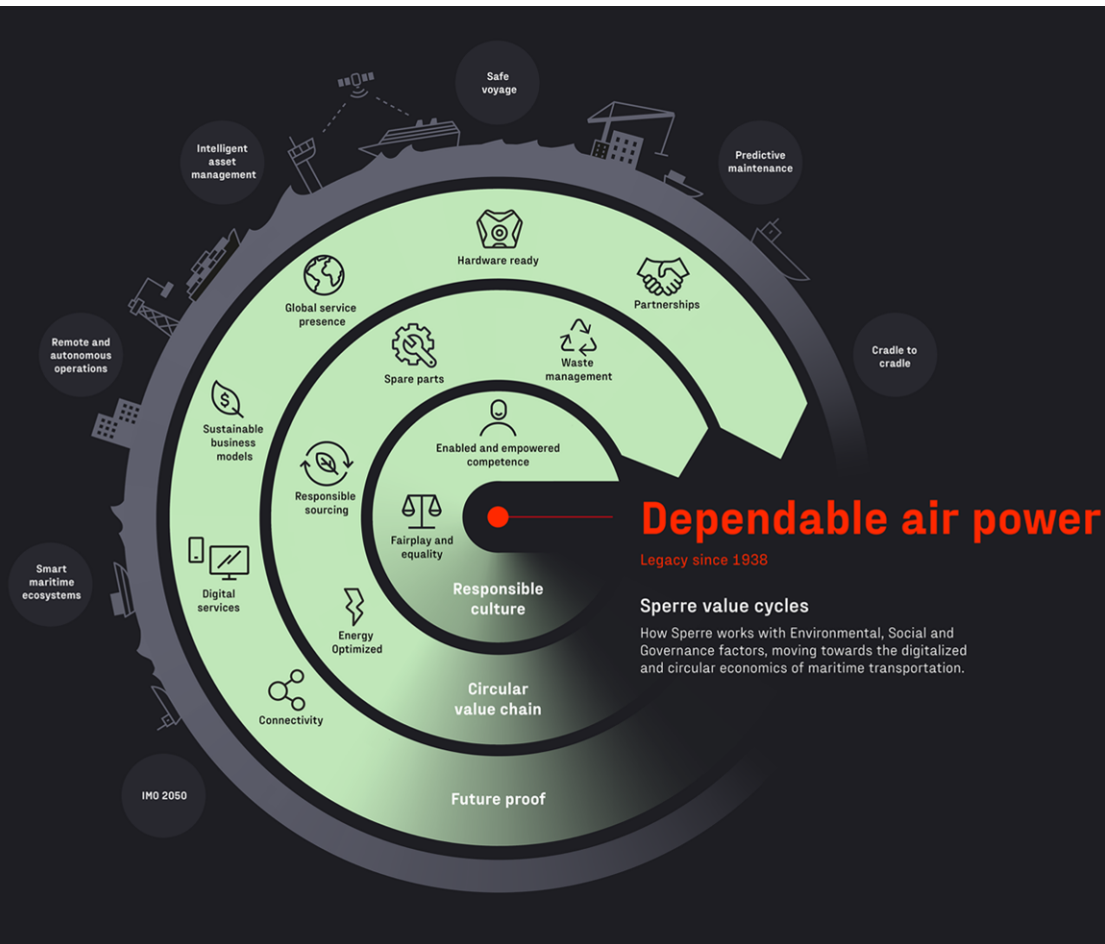 Safe
voyage
Intelligent
asset
management
Predictive
maintenance
Remote and
autonomous
operations
Cradle to
cradle
Smart
maritime
ecosystems
IMO 2050
Hardware ready
Global service
presence
Partnerships
Sustainable
business
models
Digital
services
Connectivity
Future proof
Spare parts
Waste
management
Responsible
sourcing
Energy
Optimized
Circular
value chain
Enabled and empowered
competence
Fairplay and
equality
Responsible
culture
Dependable air power
Legacy since 1938
Sperre value cycles
How Sperre works with Environmental, Social and
Governance factors, moving towards the digitalized
and circular economics of maritime transportation.